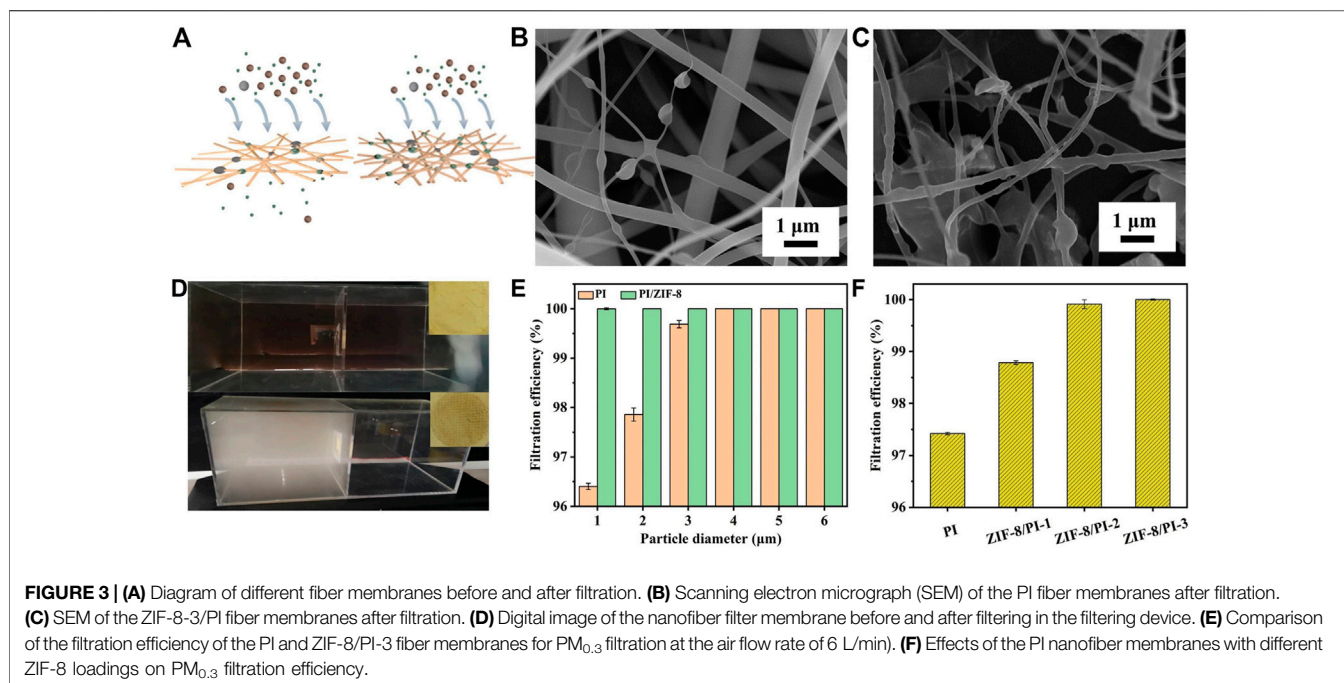 A
B
C
1 μm
1 μm
D
E
PI
PI/ZIF-8
Filtration efficiency (%)
100
99
98
97
96
1 2 3 4 5 6
Particle diameter (μm)
F
Filtration efficiency (%)
100
99
98
97
96
PI ZIF-8/PI-1 ZIF-8/PI-2 ZIF-8/PI-3
FIGURE 3 | (A) Diagram of different fiber membranes before and after filtration. (B) Scanning electron micrograph (SEM) of the PI fiber membranes after filtration.
(C) SEM of the ZIF-8-3/PI fiber membranes after filtration. (D) Digital image of the nanofiber filter membrane before and after filtering in the filtering device. (E) Comparison
of the filtration efficiency of the PI and ZIF-8/PI-3 fiber membranes for PM0.3 filtration at the air flow rate of 6 L/min). (F) Effects of the PI nanofiber membranes with different
ZIF-8 loadings on PM0.3 filtration efficiency.